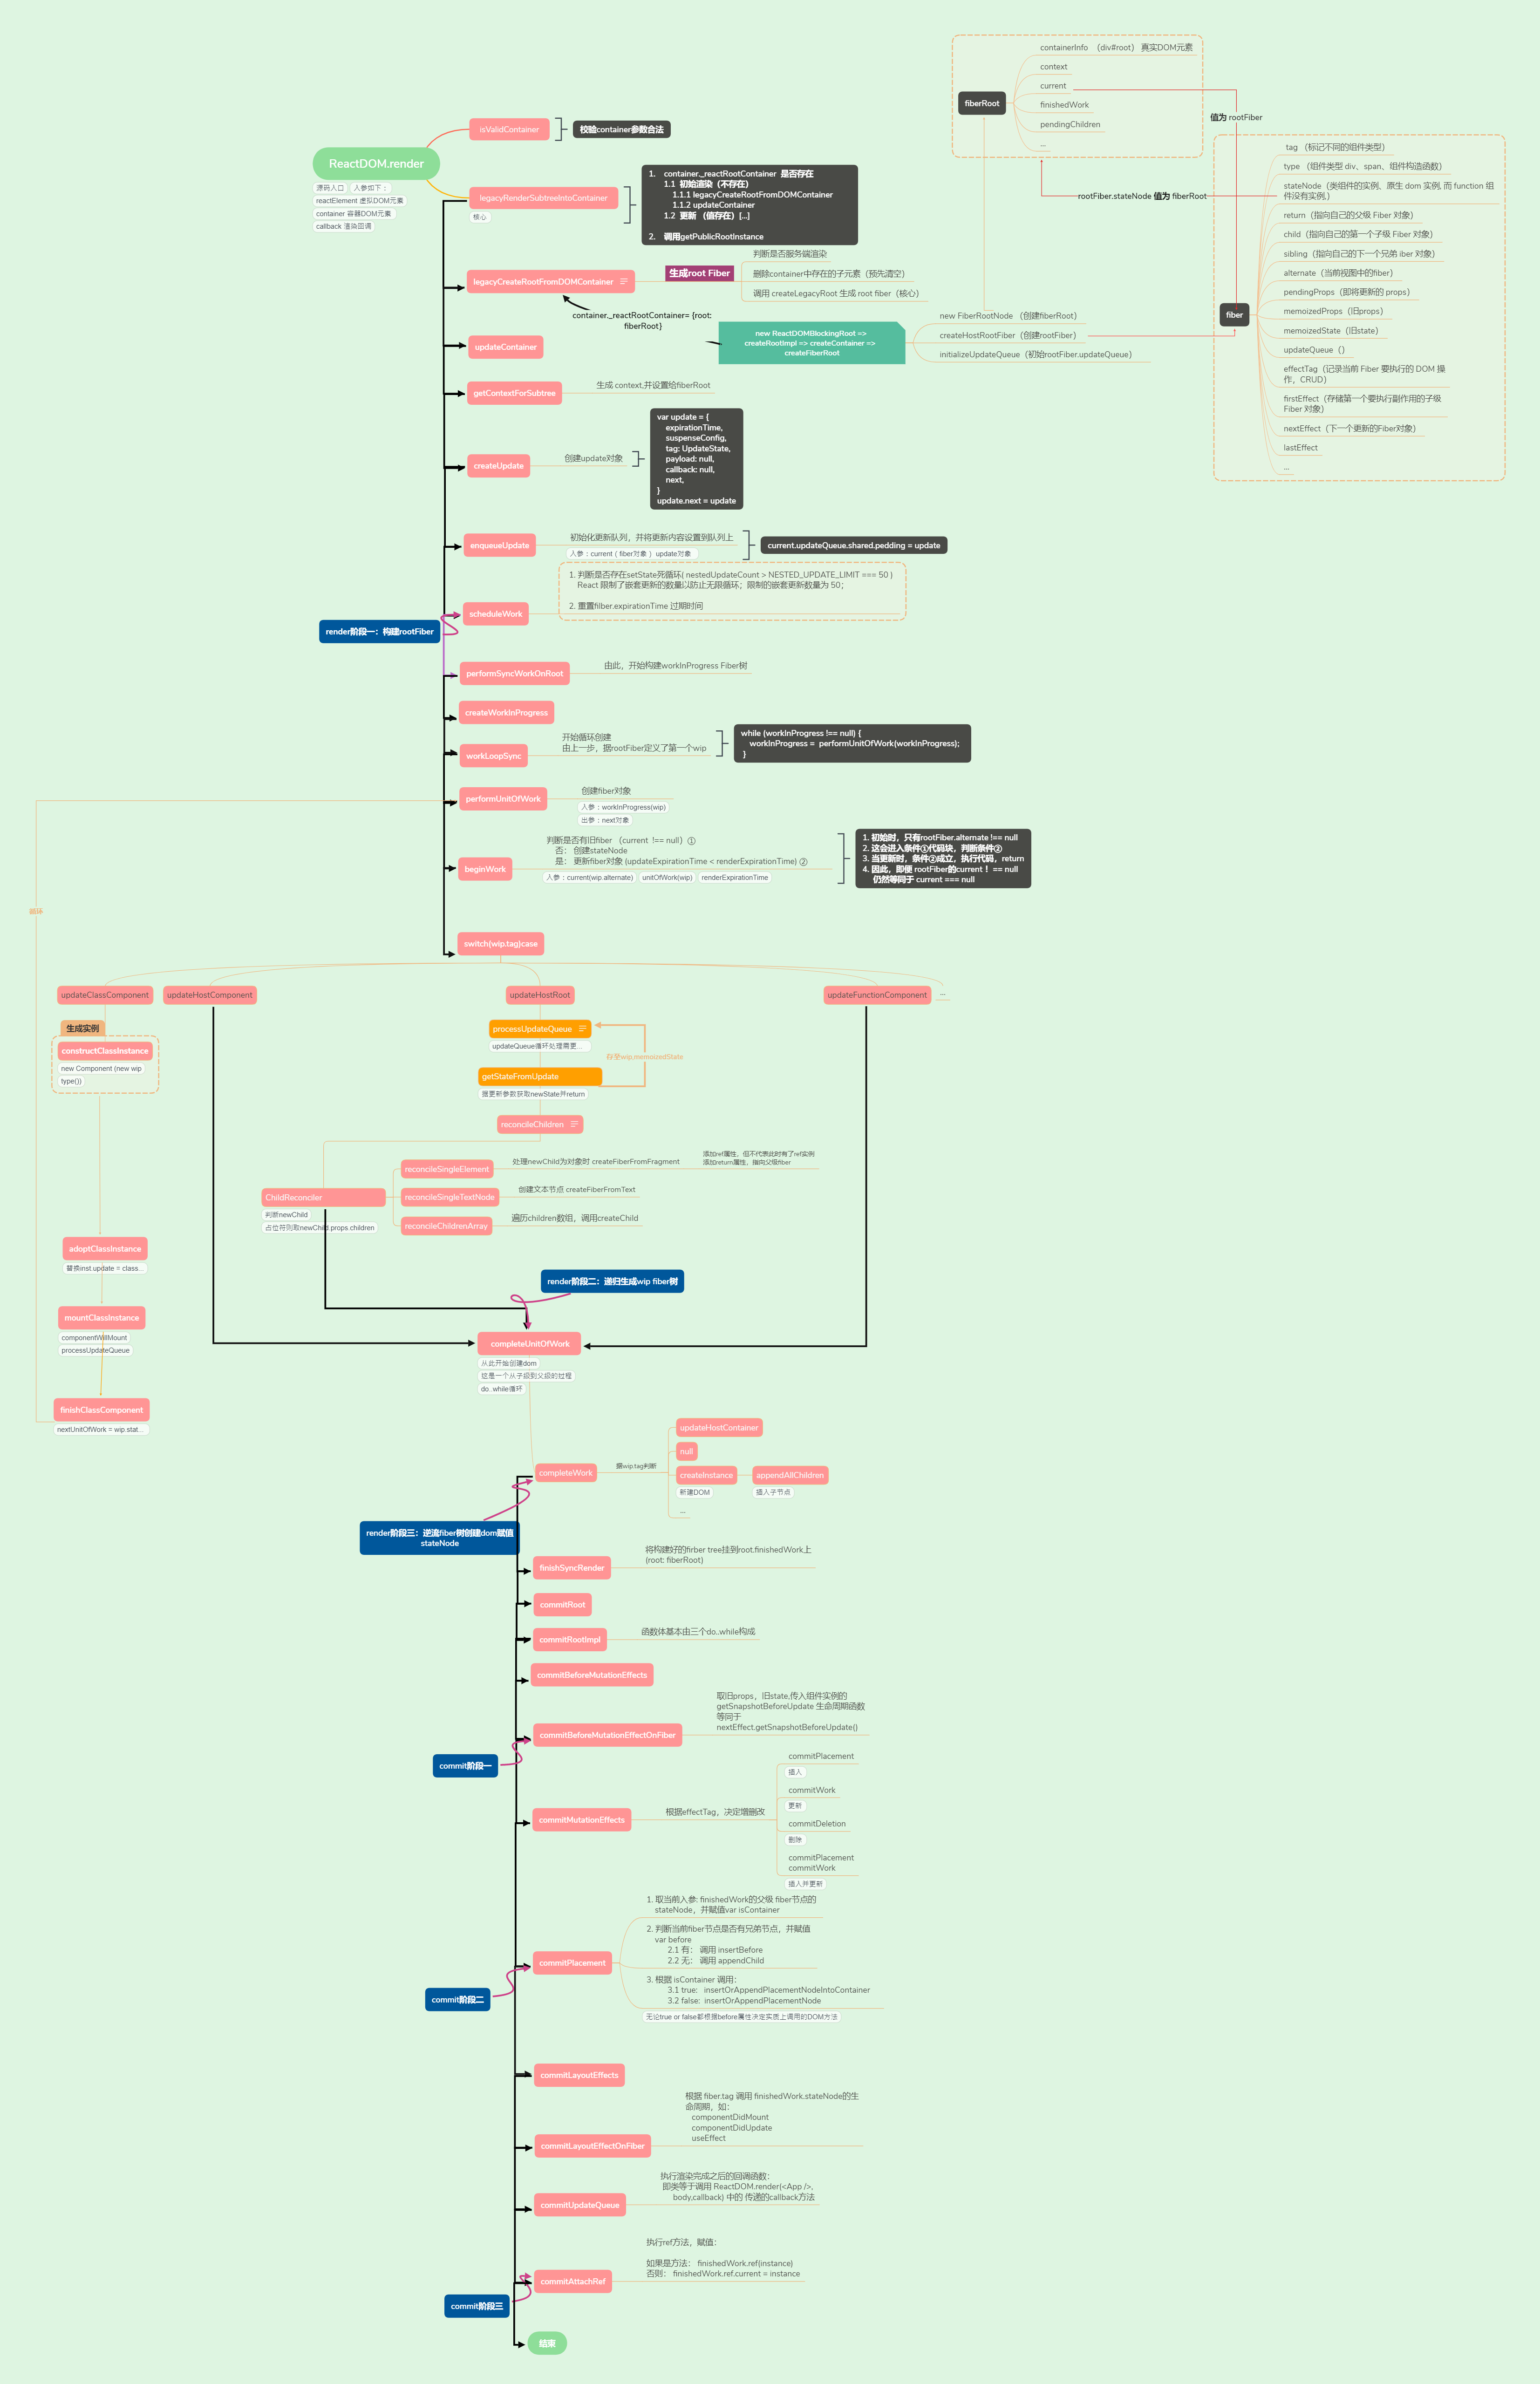 containerInfo （div#root） 真实DOM元素
context
current
fiberRoot
finishedWork
pendingChildren
...
值为 rootFiber
isValidContainer
校验container参数合法
ReactDOM.render
源码入口
入参如下：
reactElement 虚拟DOM元素
container 容器DOM元素
callback 渲染回调
legacyRenderSubtreeIntoContainer
核心
1. container._reactRootContainer 是否存在
1.1 初始渲染（不存在）
1.1.1 legacyCreateRootFromDOMContainer
1.1.2 updateContainer
1.2 更新 （值存在）[...]
2. 调用getPublicRootInstance
rootFiber.stateNode 值为 fiberRoot
tag （标记不同的组件类型）
type （组件类型 div、span、组件构造函数）
stateNode（类组件的实例、原生 dom 实例, 而 function 组
件没有实例,）
return（指向自己的父级 Fiber 对象）
child（指向自己的第一个子级 Fiber 对象）
sibling（指向自己的下一个兄弟 iber 对象）
alternate（当前视图中的fiber）
pendingProps（即将更新的 props）
fiber
memoizedProps（旧props）
memoizedState（旧state）
updateQueue（）
effectTag（记录当前 Fiber 要执行的 DOM 操
作，CRUD）
firstEffect（存储第一个要执行副作用的子级
Fiber 对象）
nextEffect（下一个更新的Fiber对象）
lastEffect
...
legacyCreateRootFromDOMContainer
生成root Fiber
判断是否服务端渲染
删除container中存在的子元素（预先清空）
调用 createLegacyRoot 生成 root fiber（核心）
container._reactRootContainer= {root:
fiberRoot}
new ReactDOMBlockingRoot =>
createRootImpl => createContainer =>
createFiberRoot
new FiberRootNode （创建fiberRoot）
createHostRootFiber（创建rootFiber）
initializeUpdateQueue（初始rootFiber.updateQueue）
updateContainer
getContextForSubtree
生成 context,并设置给fiberRoot
createUpdate
创建update对象
var update = {
expirationTime,
suspenseConfig,
tag: UpdateState,
payload: null,
callback: null,
next,
}
update.next = update
enqueueUpdate
初始化更新队列，并将更新内容设置到队列上
入参：current（ fiber对象 ）update对象
current.updateQueue.shared.pedding = update
scheduleWork
1. 判断是否存在setState死循环( nestedUpdateCount > NESTED_UPDATE_LIMIT === 50 )
React 限制了嵌套更新的数量以防止无限循环；限制的嵌套更新数量为 50；
2. 重置fiiber.expirationTime 过期时间
render阶段一：构建rootFiber
performSyncWorkOnRoot
由此，开始构建workInProgress Fiber树
createWorkInProgress
workLoopSync
开始循环创建
由上一步，据rootFiber定义了第一个wip
while (workInProgress !== null) {
workInProgress = performUnitOfWork(workInProgress);
}
performUnitOfWork
创建fiber对象
入参：workInProgress(wip)
出参：next对象
循环
beginWork
判断是否有旧fiber （current !== null）①
否： 创建stateNode
是： 更新fiber对象 (updateExpirationTime < renderExpirationTime) ②
入参：current(wip.alternate)
unitOfWork(wip)
renderExpirationTime
1. 初始时，只有rootFiber.alternate !== null
2. 这会进入条件①代码块，判断条件②
3. 当更新时，条件②成立，执行代码，return
4. 因此，即便 rootFiber的current！ == null
仍然等同于 current === null
switch(wip.tag)case
updateClassComponent
updateHostComponent
updateHostRoot
updateFunctionComponent
...
生成实例
constructClassInstance
new Component (new wip
type())
processUpdateQueue
updateQueue循环处理需更...
存至wip,memoizedState
getStateFromUpdate
据更新参数获取newState并return
reconcileChildren
ChildReconciler
判断newChild
占位符则取newChild.props.children
reconcileSingleElement
处理newChild为对象时 createFiberFromFragment
添加ref属性，但不代表此时有了ref实例
添加return属性，指向父级fiber
reconcileSingleTextNode
创建文本节点 createFiberFromText
reconcileChildrenArray
遍历children数组，调用createChild
adoptClassInstance
替换inst.update = class...
mountClassInstance
componentWillMount
processUpdateQueue
finishClassComponent
nextUnitOfWork = wip.stat...
render阶段二：递归生成wip fiber树
completeUnitOfWork
从此开始创建dom
这是一个从子级到父级的过程
do..while循环
completeWork
据wip.tag判断
updateHostContainer
null
createInstance
新建DOM
appendAllChildren
插入子节点
...
render阶段三：逆流fiber树创建dom赋值
stateNode
finishSyncRender
将构建好的firber tree挂到root.finishedWork上
(root: fiberRoot)
commitRoot
commitRootImpl
函数体基本由三个do..while构成
commitBeforeMutationEffects
commitBeforeMutationEffectOnFiber
取旧props，旧state,传入组件实例的
getSnapshotBeforeUpdate 生命周期函数
等同于
nextEffect.getSnapshotBeforeUpdate()
commit阶段一
commitMutationEffects
根据effectTag，决定增删改
commitPlacement
插入
commitWork
更新
commitDeletion
删除
commitPlacement
commitWork
插入并更新
commitPlacement
1. 取当前入参: finishedWork的父级 fiber节点的
stateNode，并赋值var isContainer
2. 判断当前fiber节点是否有兄弟节点，并赋值
var before
2.1 有： 调用 insertBefore
2.2 无： 调用 appendChild
3. 根据 isContainer 调用：
3.1 true: insertOrAppendPlacementNodeIntoContainer
3.2 false: insertOrAppendPlacementNode
无论true or false都根据before属性决定实质上调用的DOM方法
commit阶段二
commitLayoutEffects
commitLayoutEffectOnFiber
根据 fiber.tag 调用 finishedWork.stateNode的生
命周期，如：
componentDidMount
componentDidUpdate
useEffect
commitUpdateQueue
执行渲染完成之后的回调函数：
即类等于调用 ReactDOM.render(<App />,
body,callback) 中的 传递的callback方法
commitAttachRef
执行ref方法，赋值：
如果是方法： finishedWork.ref(instance)
否则： finishedWork.ref.current = instance
commit阶段三
结束